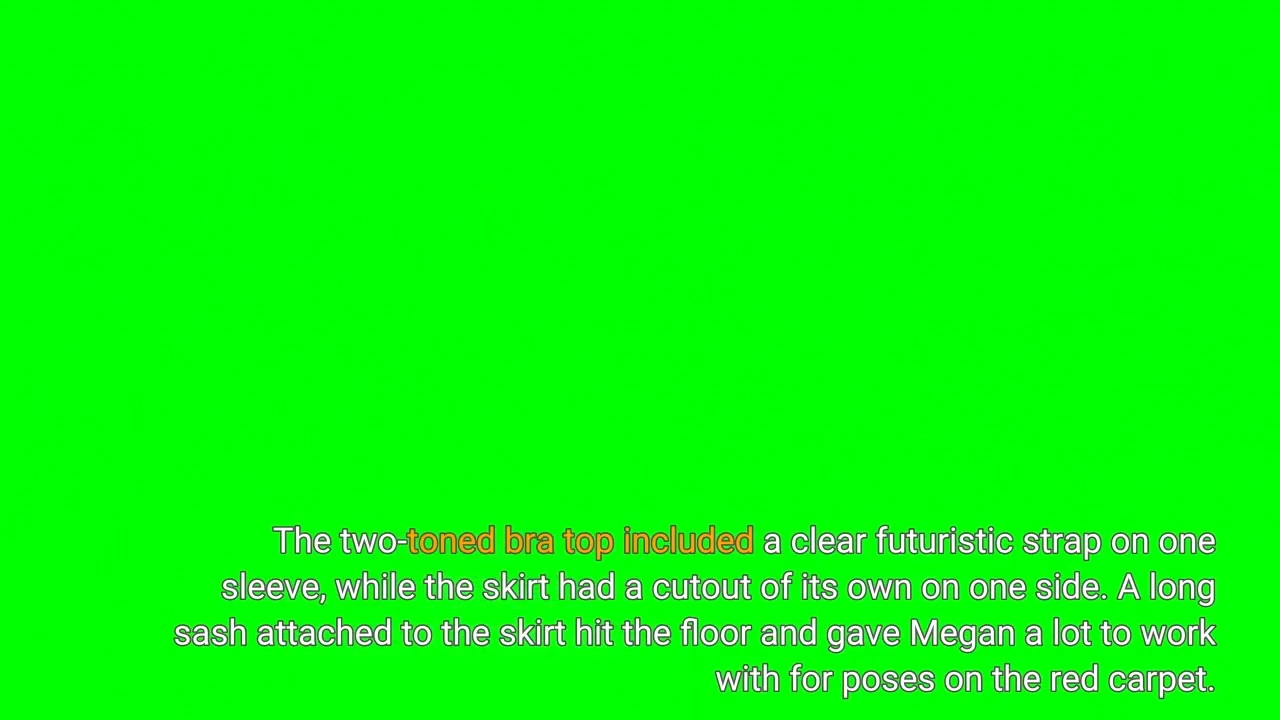 The two-toned bra top included a clear futuristic strap on one
sleeve, while the skirt had a cutout of its own on one side. A long
sash attached to the skirt hit the floor and gave Megan a lot to work
with for poses on the red carpet.